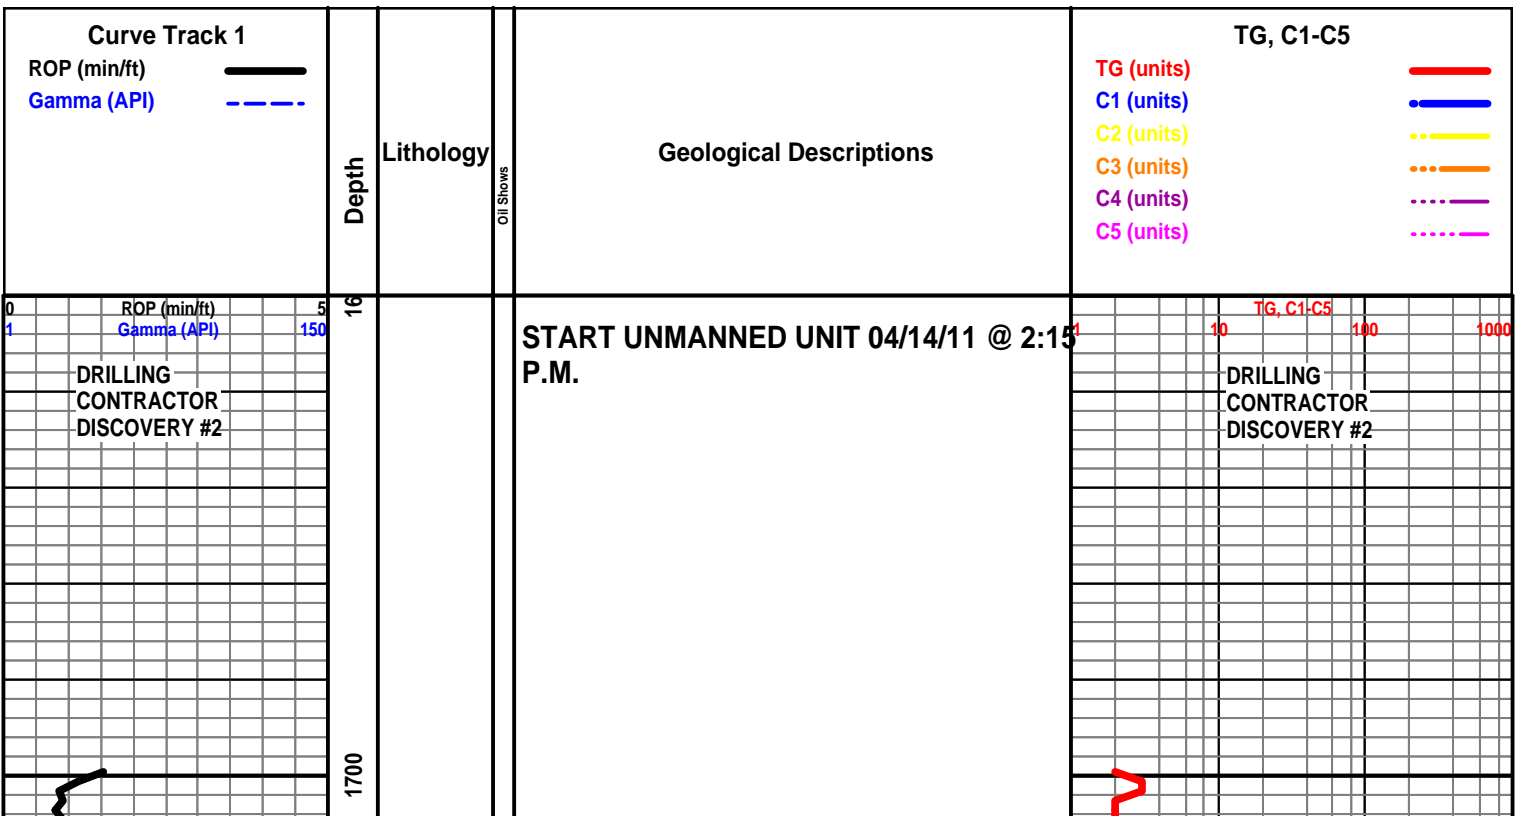 Curve Track 1
ROP (min/ft)
Gamma (API)
Depth
Lithology
Oil Shows
Geological Descriptions
TG, C1-C5
TG (units)
C1 (units)
C2 (units)
C3 (units)
C4 (units)
C5 (units)
0 ROP (min/ft) 5
1 Gamma (API) 150
16
START UNMANNED UNIT 04/14/11 @ 2:15
P.M.
TG, C1-C5
1 10 100 1000
DRILLING
CONTRACTOR
DISCOVERY #2
DRILLING
CONTRACTOR
DISCOVERY #2
1700